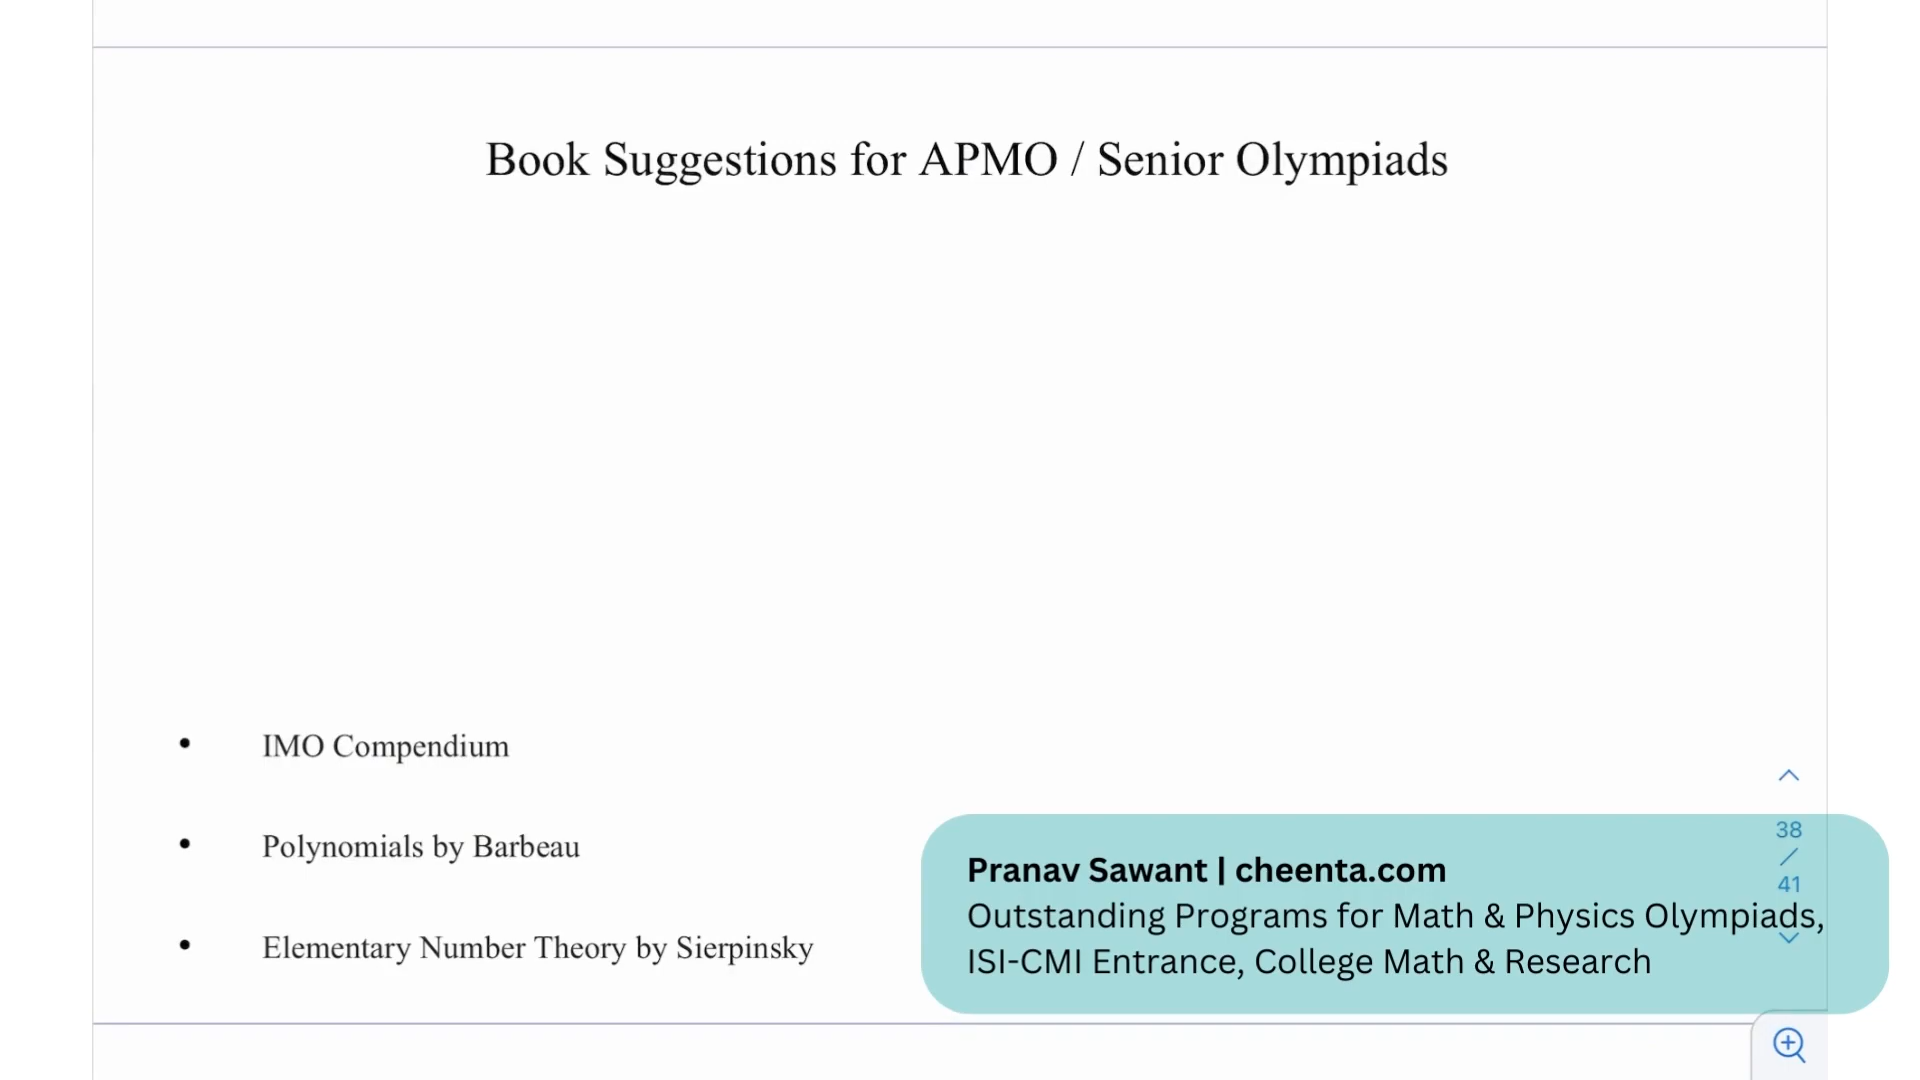 Book Suggestions for APMO / Senior Olympiads
• IMO Compendium
• Polynomials by Barbeau
• Elementary Number Theory by Sierpinsky
38
/
41
Pranav Sawant | cheenta.com
Outstanding Programs for Math & Physics Olympiads,
ISI-CMI Entrance, College Math & Research